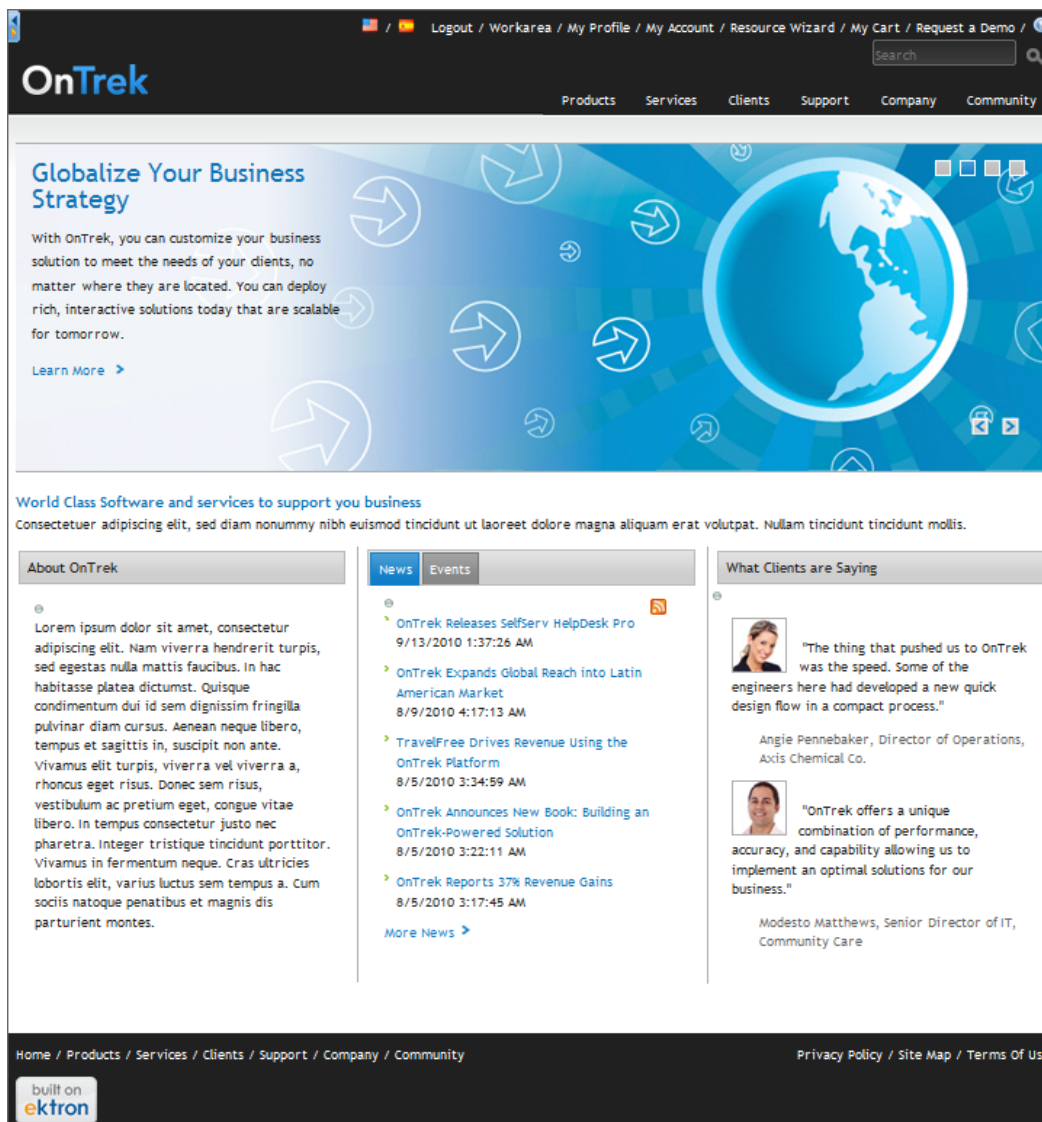 Logout / Workarea / My Profile / My Account / Resource Wizard / My Cart / Request a Demo /
Search
OnTrek
Products Services Clients Support Company Community
Globalize Your Business
Strategy
With OnTrek, you can customize your business
solution to meet the needs of your clients, no
matter where they are located. You can deploy
rich, interactive solutions today that are scalable
for tomorrow.
Learn More
World Class Software and services to support you business
Consectetuer adipiscing elit, sed diam nonummy nibh euismod tincidunt ut laoreet dolore magna aliquam erat volutpat. Nullam tincidunt tincidunt mollis.
About OnTrek
Lorem ipsum dolor sit amet, consectetur
adipiscing elit. Nam viverra hendrerit turpis,
sed egestas nulla mattis faucibus. In hac
habitasse platea dictumst. Quisque
condimentum dui id sem dignissim fringilla
pulvinar diam cursus. Aenean neque libero,
tempus et sagittis in, suscipit non ante.
Vivamus elit turpis, viverra vel viverra a,
rhoncus eget risus. Donec sem risus,
vestibulum ac pretium eget, congue vitae
libero. In tempus consectetur justo nec
pharetra. Integer tristique tincidunt porttitor.
Vivamus in fermentum neque. Cras ultricies
lobortis elit, varius luctus sem tempus a. Cum
sociis natoque penatibus et magnis dis
parturient montes.
News Events
OnTrek Releases SelfServ HelpDesk Pro
9/13/2010 1:37:26 AM
OnTrek Expands Global Reach into Latin
American Market
8/9/2010 4:17:13 AM
TravelFree Drives Revenue Using the
OnTrek Platform
8/5/2010 3:34:59 AM
OnTrek Announces New Book: Building an
OnTrek-Powered Solution
8/5/2010 3:22:11 AM
OnTrek Reports 37% Revenue Gains
8/5/2010 3:17:45 AM
More News
What Clients are Saying
"The thing that pushed us to OnTrek
was the speed. Some of the
engineers here had developed a new quick
design flow in a compact process."
Angie Pennebaker, Director of Operations,
Axis Chemical Co.
"OnTrek offers a unique
combination of performance,
accuracy, and capability allowing us to
implement an optimal solutions for our
business."
Modesto Matthews, Senior Director of IT,
Community Care
Home / Products / Services / Clients / Support / Company / Community
Privacy Policy / Site Map / Terms Of Us
built on
ektron